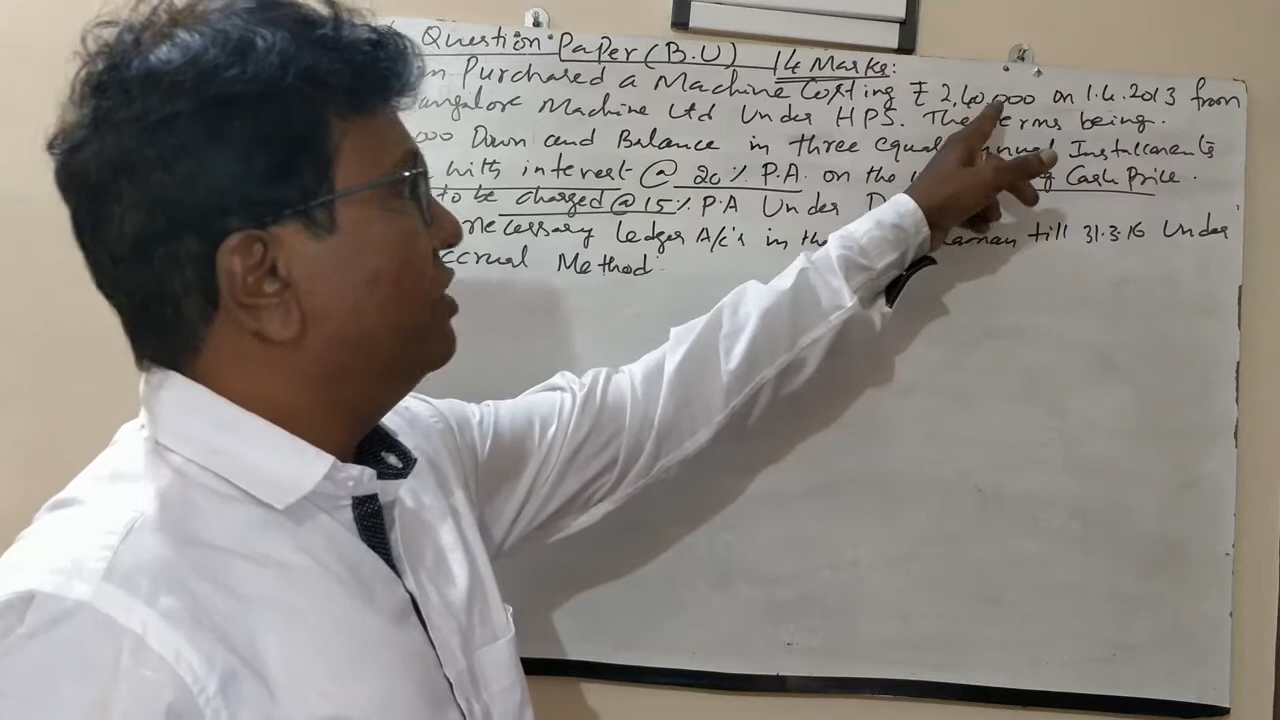 Question Paper (B.U) 14 Marks:
Purchased a Machine Costing ₹ 2,40,000 on 1.4.2013 from
Machine Ltd Under HPS. The terms being.
Down and Balance in three equal Installments
with interest @ 20% P.A. on the Cash Price.
to be charged @ 15% P.A Under
necessary ledger A/c's in the till 31.3.16 Under
Method.